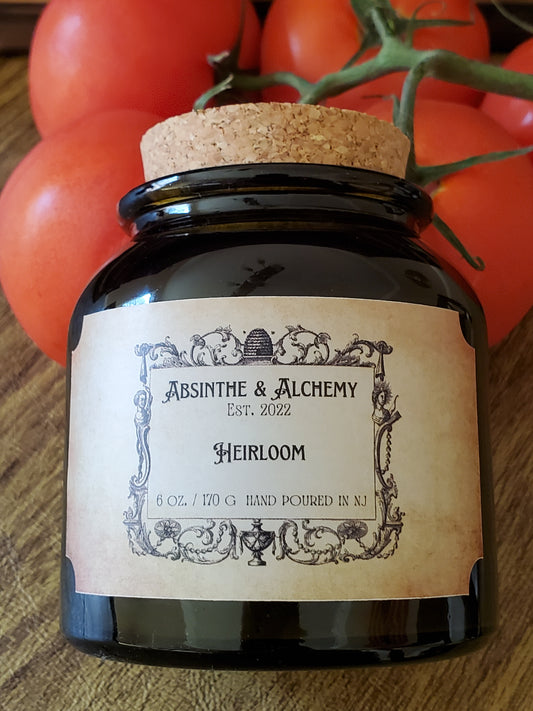 Absinthe & Alchemy
Est. 2022
Heirloom
6 oz. / 170 g Hand poured in NJ